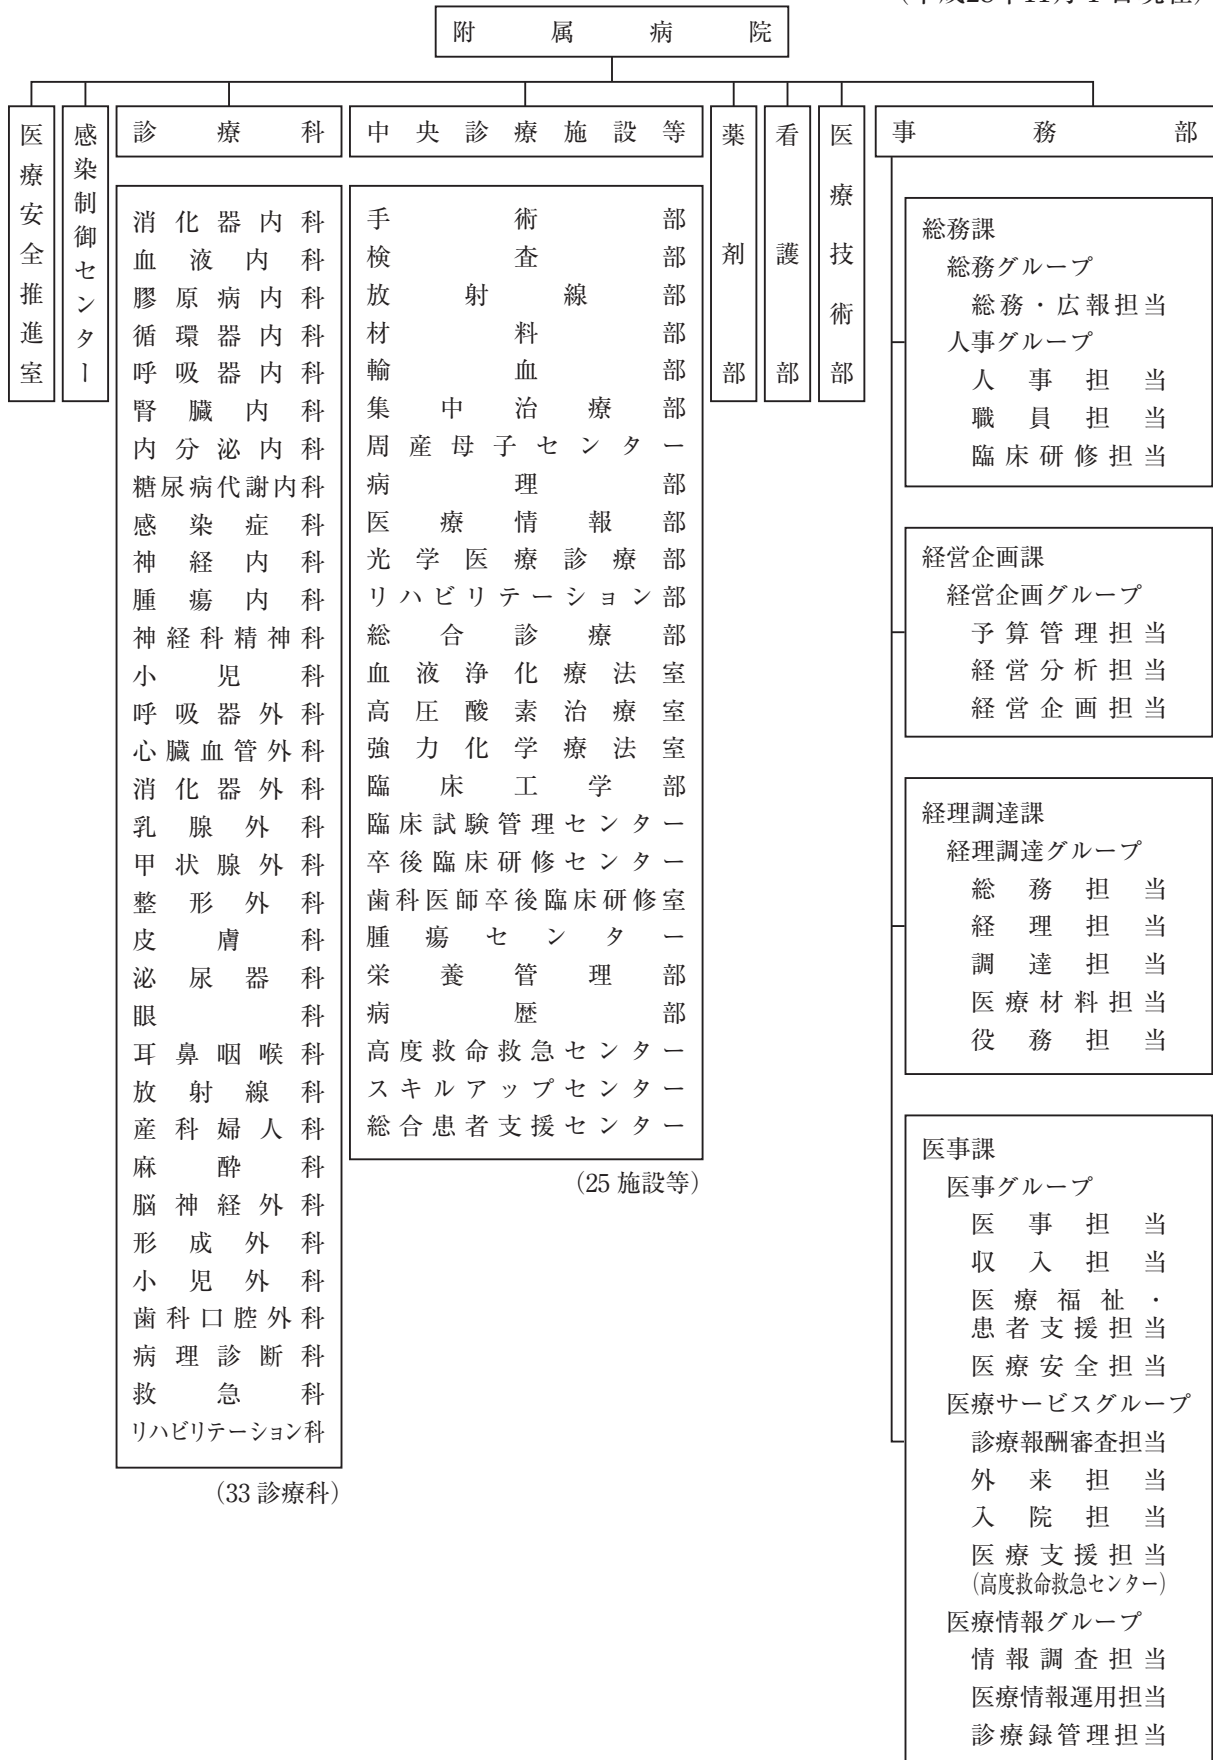 附属病院
医療安全推進室
感染制御センター
診療科
消化器内科
血液内科
膠原病内科
循環器内科
呼吸器内科
腎臓内科
内分泌内科
糖尿病代謝内科
感染症科
神経内科
腫瘍内科
神経科精神科
小児科
呼吸器外科
心臓血管外科
消化器外科
乳腺外科
甲状腺外科
整形外科
皮膚科
泌尿器科
眼科
耳鼻咽喉科
放射線科
産科婦人科
麻酔科
脳神経外科
形成外科
小児外科
歯科口腔外科
病理診断科
救急科
リハビリテーション科
（33 診療科）
中央診療施設等
手術部
検査部
放射線部
材料部
輸血部
集中治療部
周産母子センター
病理部
医療情報部
光学医療診療部
リハビリテーション部
総合診療部
血液浄化療法室
高圧酸素治療室
強力化学療法室
臨床工学部
臨床試験管理センター
卒後臨床研修センター
歯科医師卒後臨床研修室
腫瘍センター
栄養管理部
病歴部
高度救命救急センター
スキルアップセンター
総合患者支援センター
（25 施設等）
薬剤部
看護部
医療技術部
事務部
総務課
総務グループ
総務・広報担当
人事グループ
人事担当
職員担当
臨床研修担当
経営企画課
経営企画グループ
予算管理担当
経営分析担当
経営企画担当
経理調達課
経理調達グループ
総務担当
経理担当
調達担当
医療材料担当
役務担当
医事課
医事グループ
医事担当
収入担当
医療福祉・
患者支援担当
医療安全担当
医療サービスグループ
診療報酬審査担当
外来担当
入院担当
医療支援担当
（高度救命救急センター）
医療情報グループ
情報調査担当
医療情報運用担当
診療録管理担当